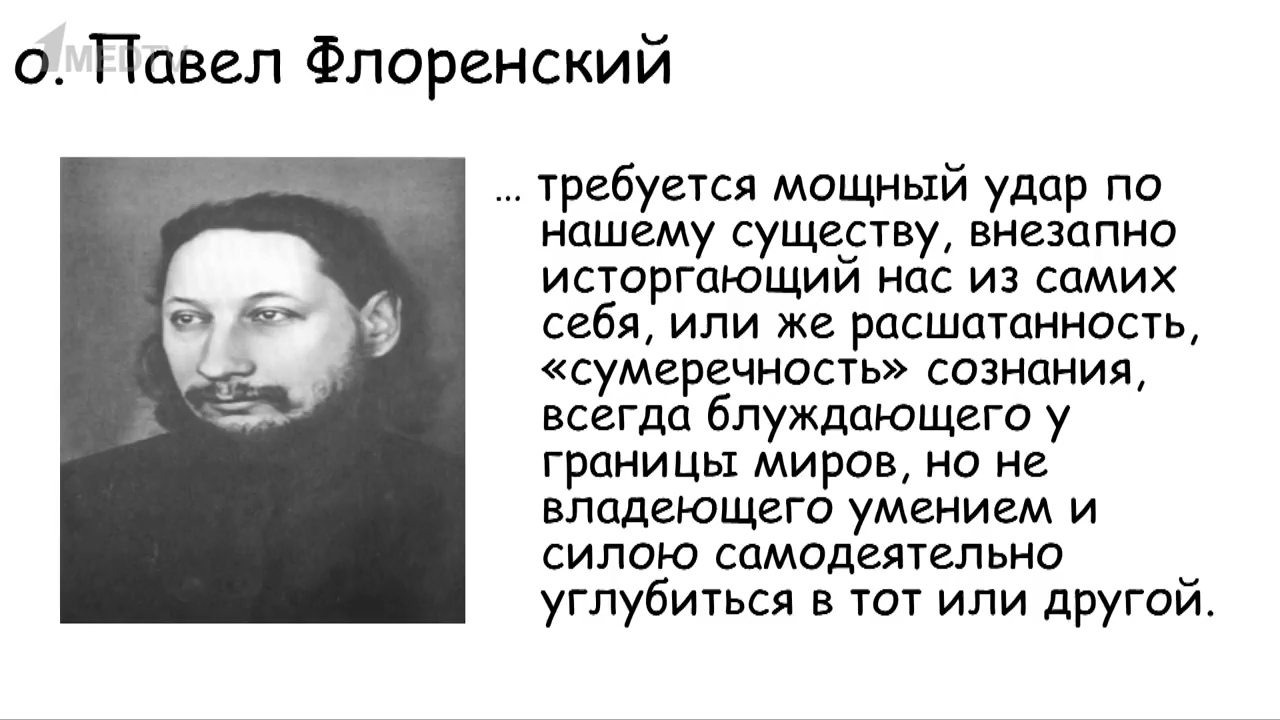 1MEDTV
о. Павел Флоренский
... требуется мощный удар по
нашему существу, внезапно
исторгающий нас из самих
себя, или же расшатанность,
«сумеречность» сознания,
всегда блуждающего у
границы миров, но не
владеющего умением и
силою самодеятельно
углубиться в тот или другой.